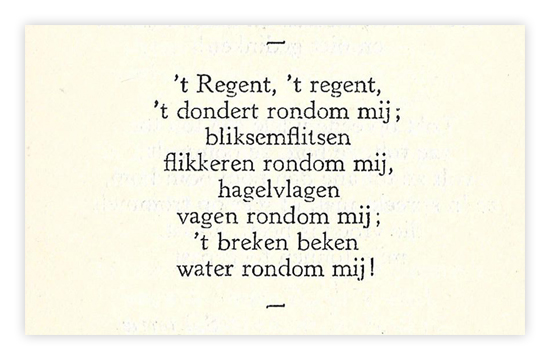 't Regent, 't regent,
't dondert rondom mij;
bliksemflitsen
flikkeren rondom mij,
hagelvlagen
vagen rondom mij;
't breken beken
water rondom mij!